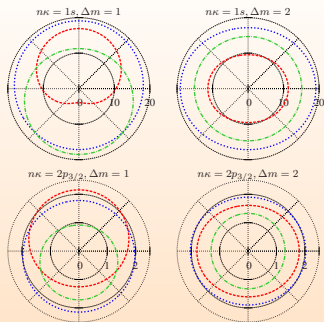 nκ = 1s, Δm = 1
nκ = 1s, Δm = 2
0 10 20
0 10 20
nκ = 2p3/2, Δm = 1
nκ = 2p3/2, Δm = 2
0 1 2
0 1 2